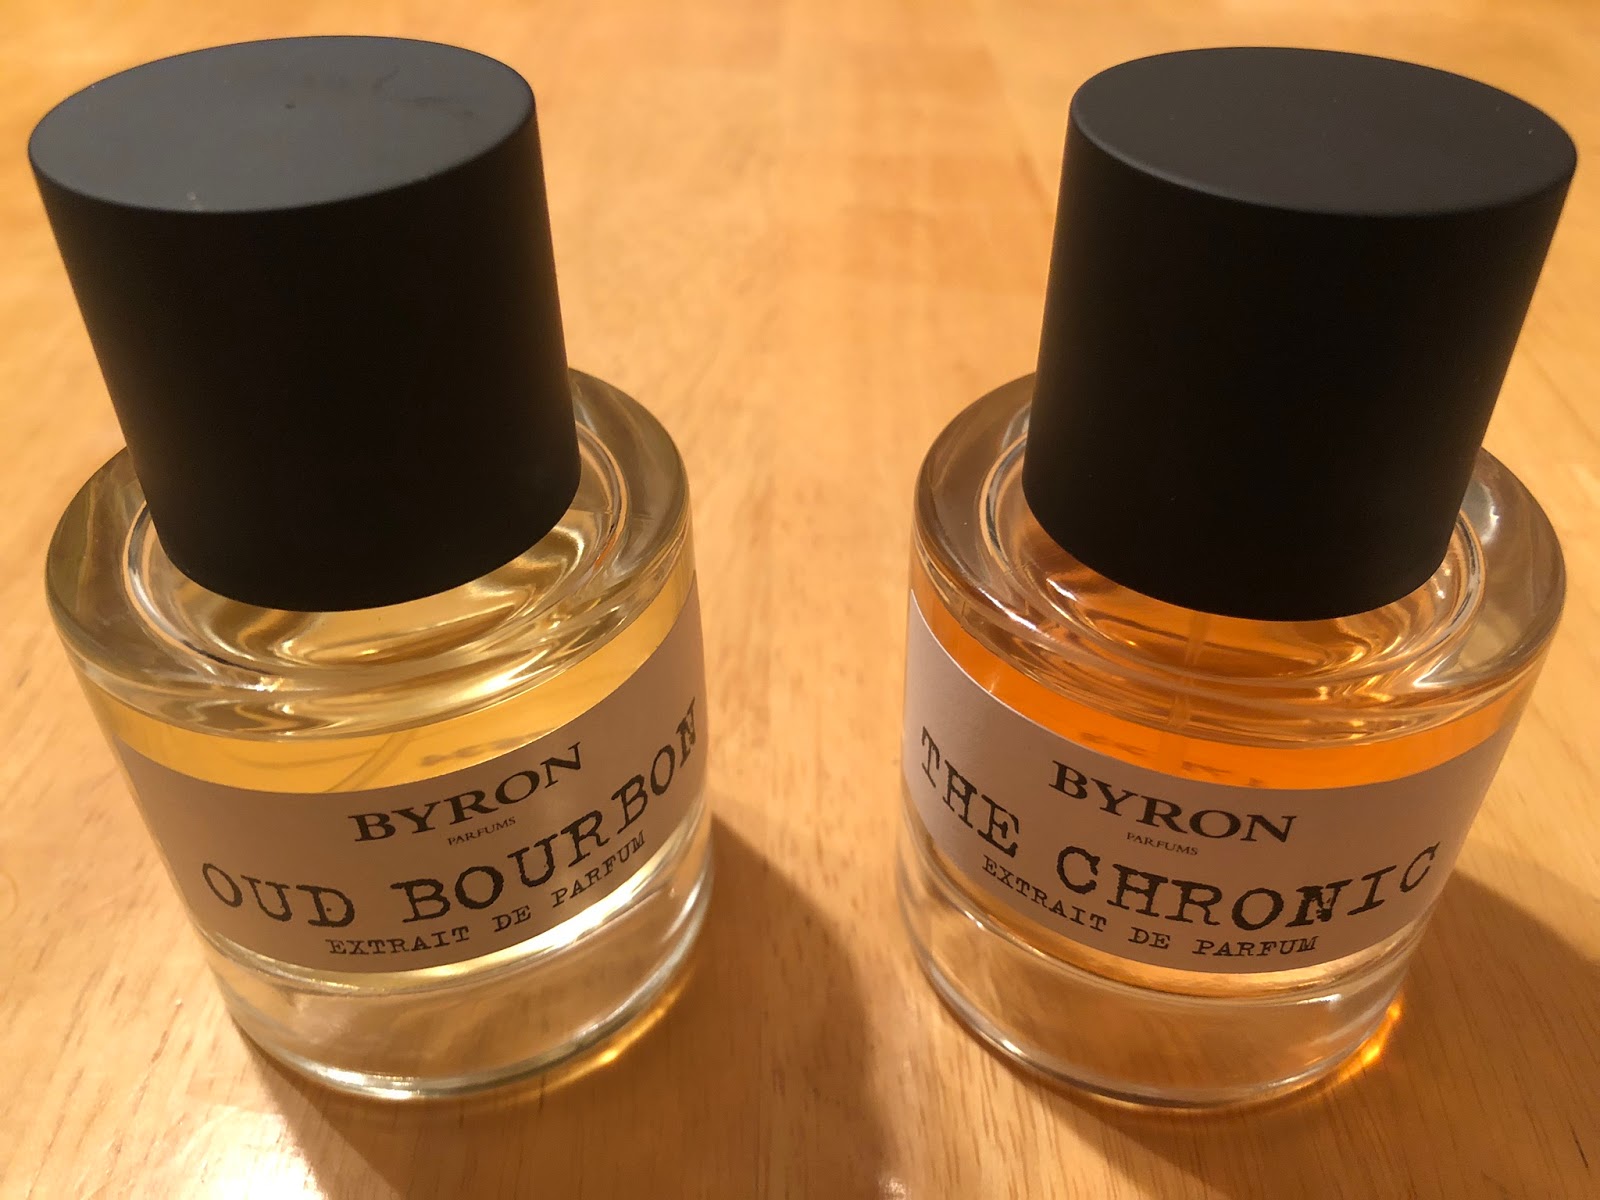 BYRON
PARFUMS
OUD BOURBON
EXTRAIT DE PARFUM
BYRON
PARFUMS
THE CHRONIC
EXTRAIT DE PARFUM